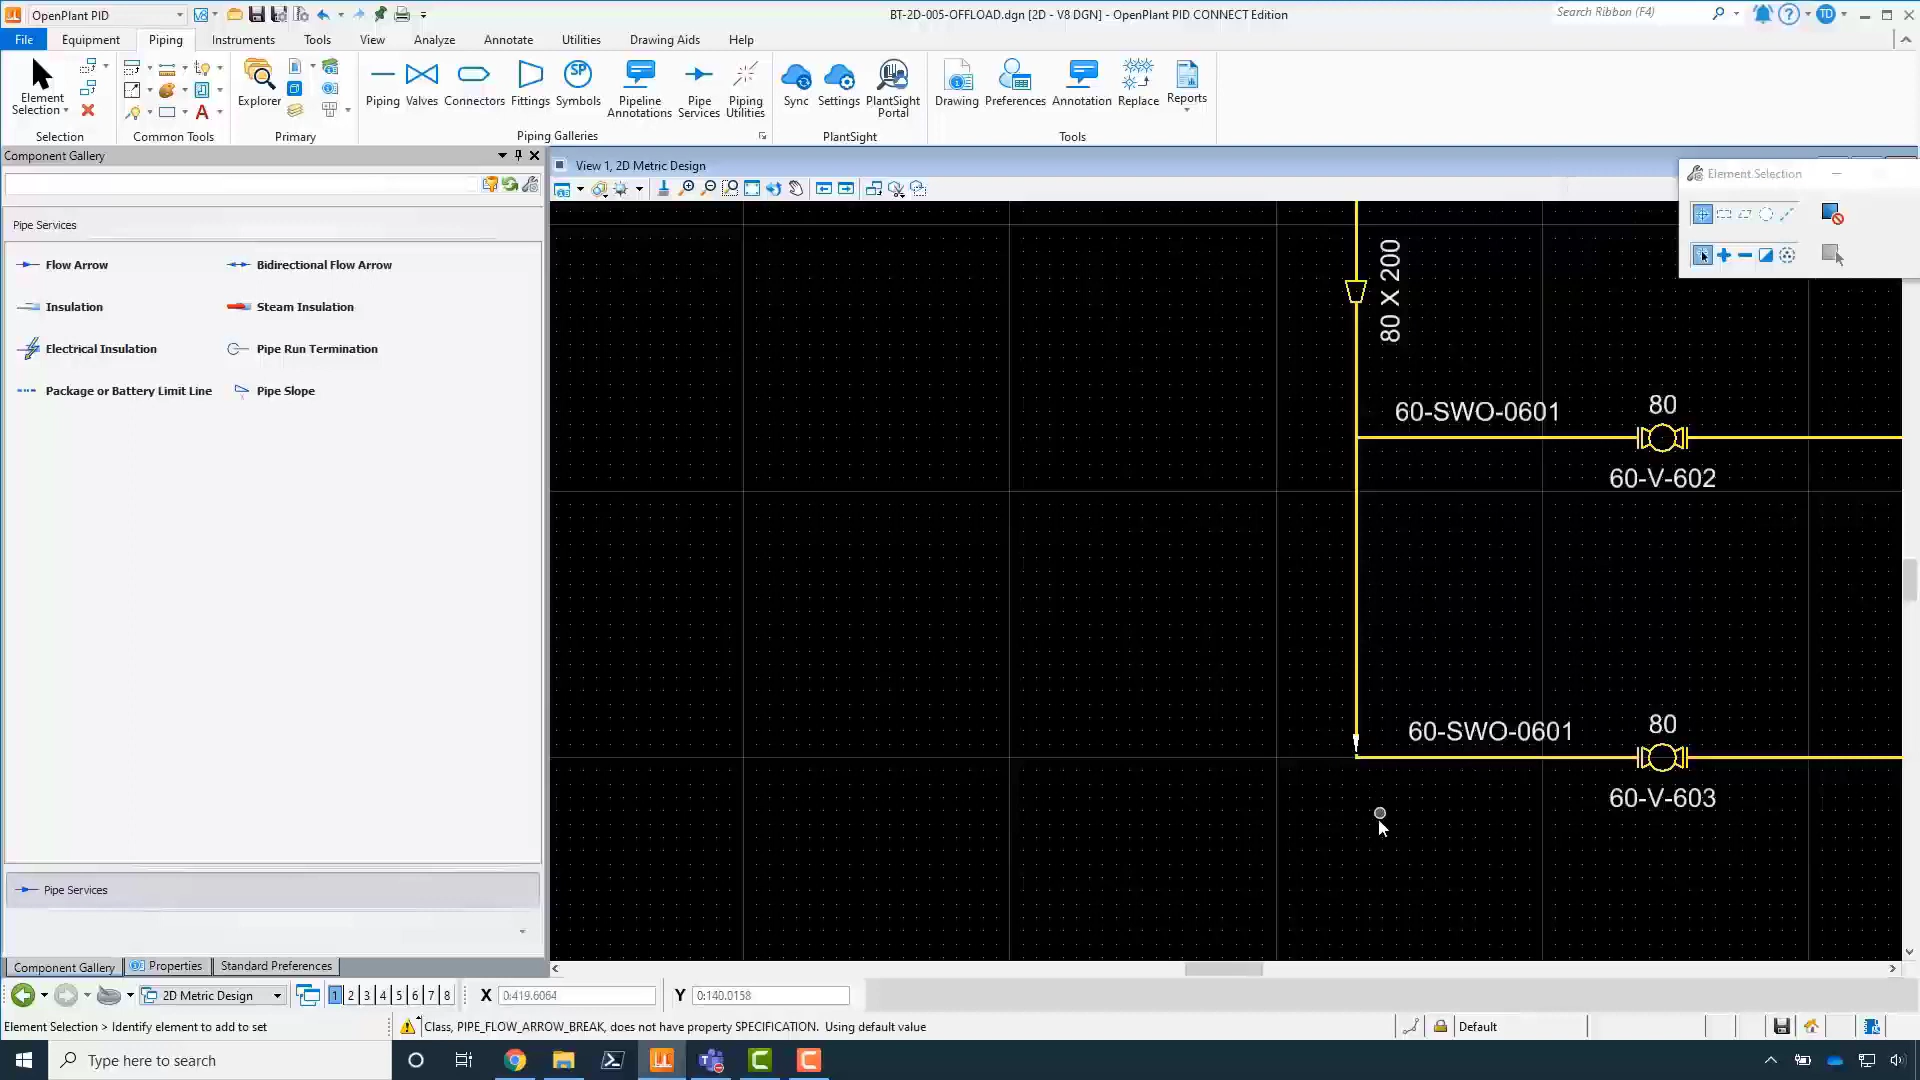 OpenPlant PID
BT-2D-005-OFFLOAD.dgn [2D - V8 DGN] - OpenPlant PID CONNECT Edition
Search Ribbon (F4)
TD
File Equipment Piping Instruments Tools View Analyze Annotate Utilities Drawing Aids Help
Element Selection
Selection
Common Tools
Explorer
Primary
Piping
Valves
Connectors
Fittings
SP
Symbols
Pipeline Annotations
Pipe Services
Piping Utilities
Piping Galleries
Sync
Settings
PlantSight Portal
PlantSight
Drawing
Preferences
Annotation
Replace
Reports
Tools
Component Gallery
Pipe Services
Flow Arrow
Bidirectional Flow Arrow
Insulation
Steam Insulation
Electrical Insulation
Pipe Run Termination
Package or Battery Limit Line
Pipe Slope
Pipe Services
Component Gallery Properties Standard Preferences
View 1, 2D Metric Design
Element Selection
80 X 200
60-SWO-0601
80
60-V-602
60-SWO-0601
80
60-V-603
2D Metric Design
1 2 3 4 5 6 7 8
X 0:419.6064
Y 0:140.0158
Element Selection > Identify element to add to set
Class, PIPE_FLOW_ARROW_BREAK, does not have property SPECIFICATION. Using default value
Default
Type here to search